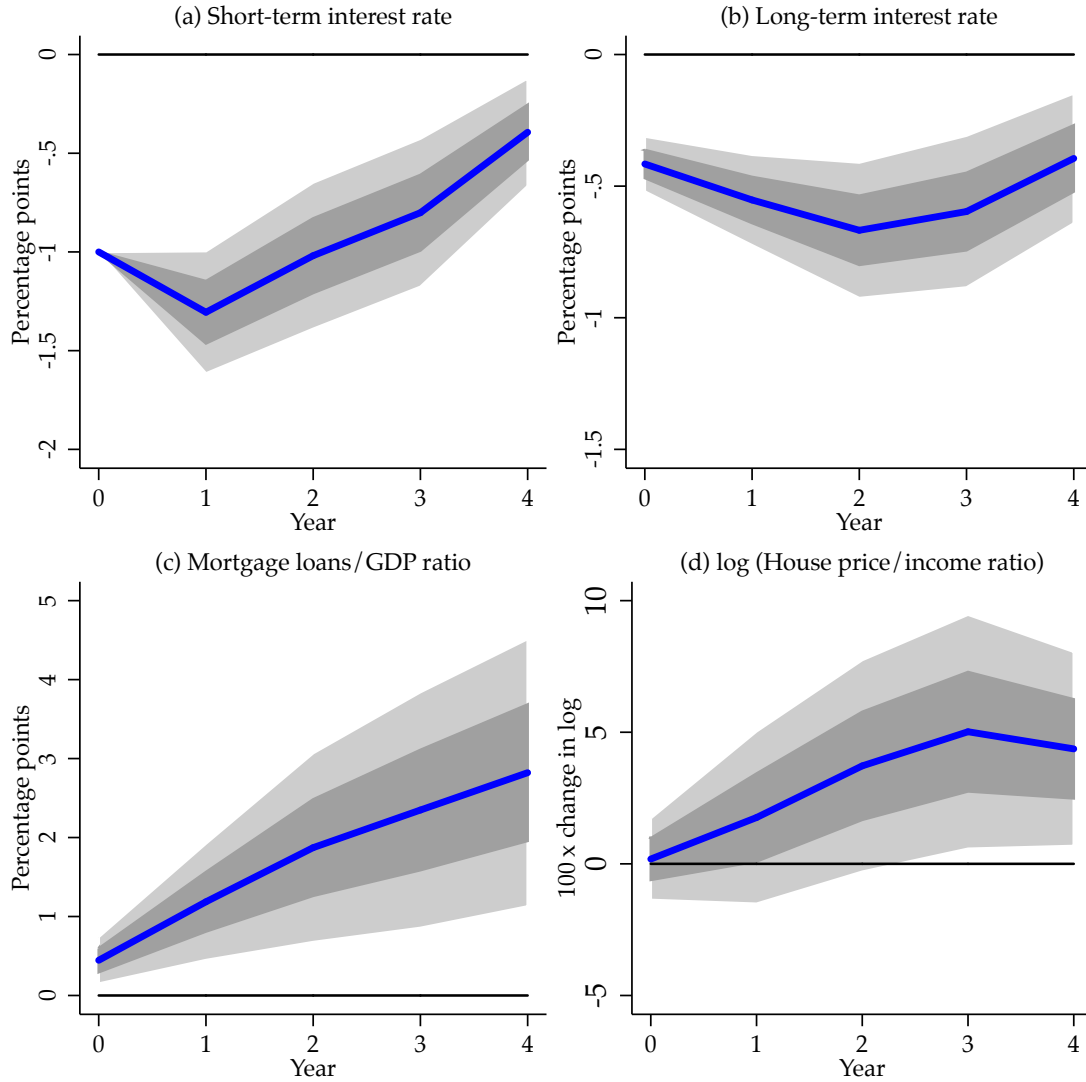 (a) Short-term interest rate
Percentage points
0
-.5
-1
-1.5
-2
0 1 2 3 4
Year
(b) Long-term interest rate
Percentage points
0
-.5
-1
-1.5
0 1 2 3 4
Year
(c) Mortgage loans/GDP ratio
Percentage points
5
4
3
2
1
0
0 1 2 3 4
Year
(d) log (House price/income ratio)
100 x change in log
10
5
0
-5
0 1 2 3 4
Year